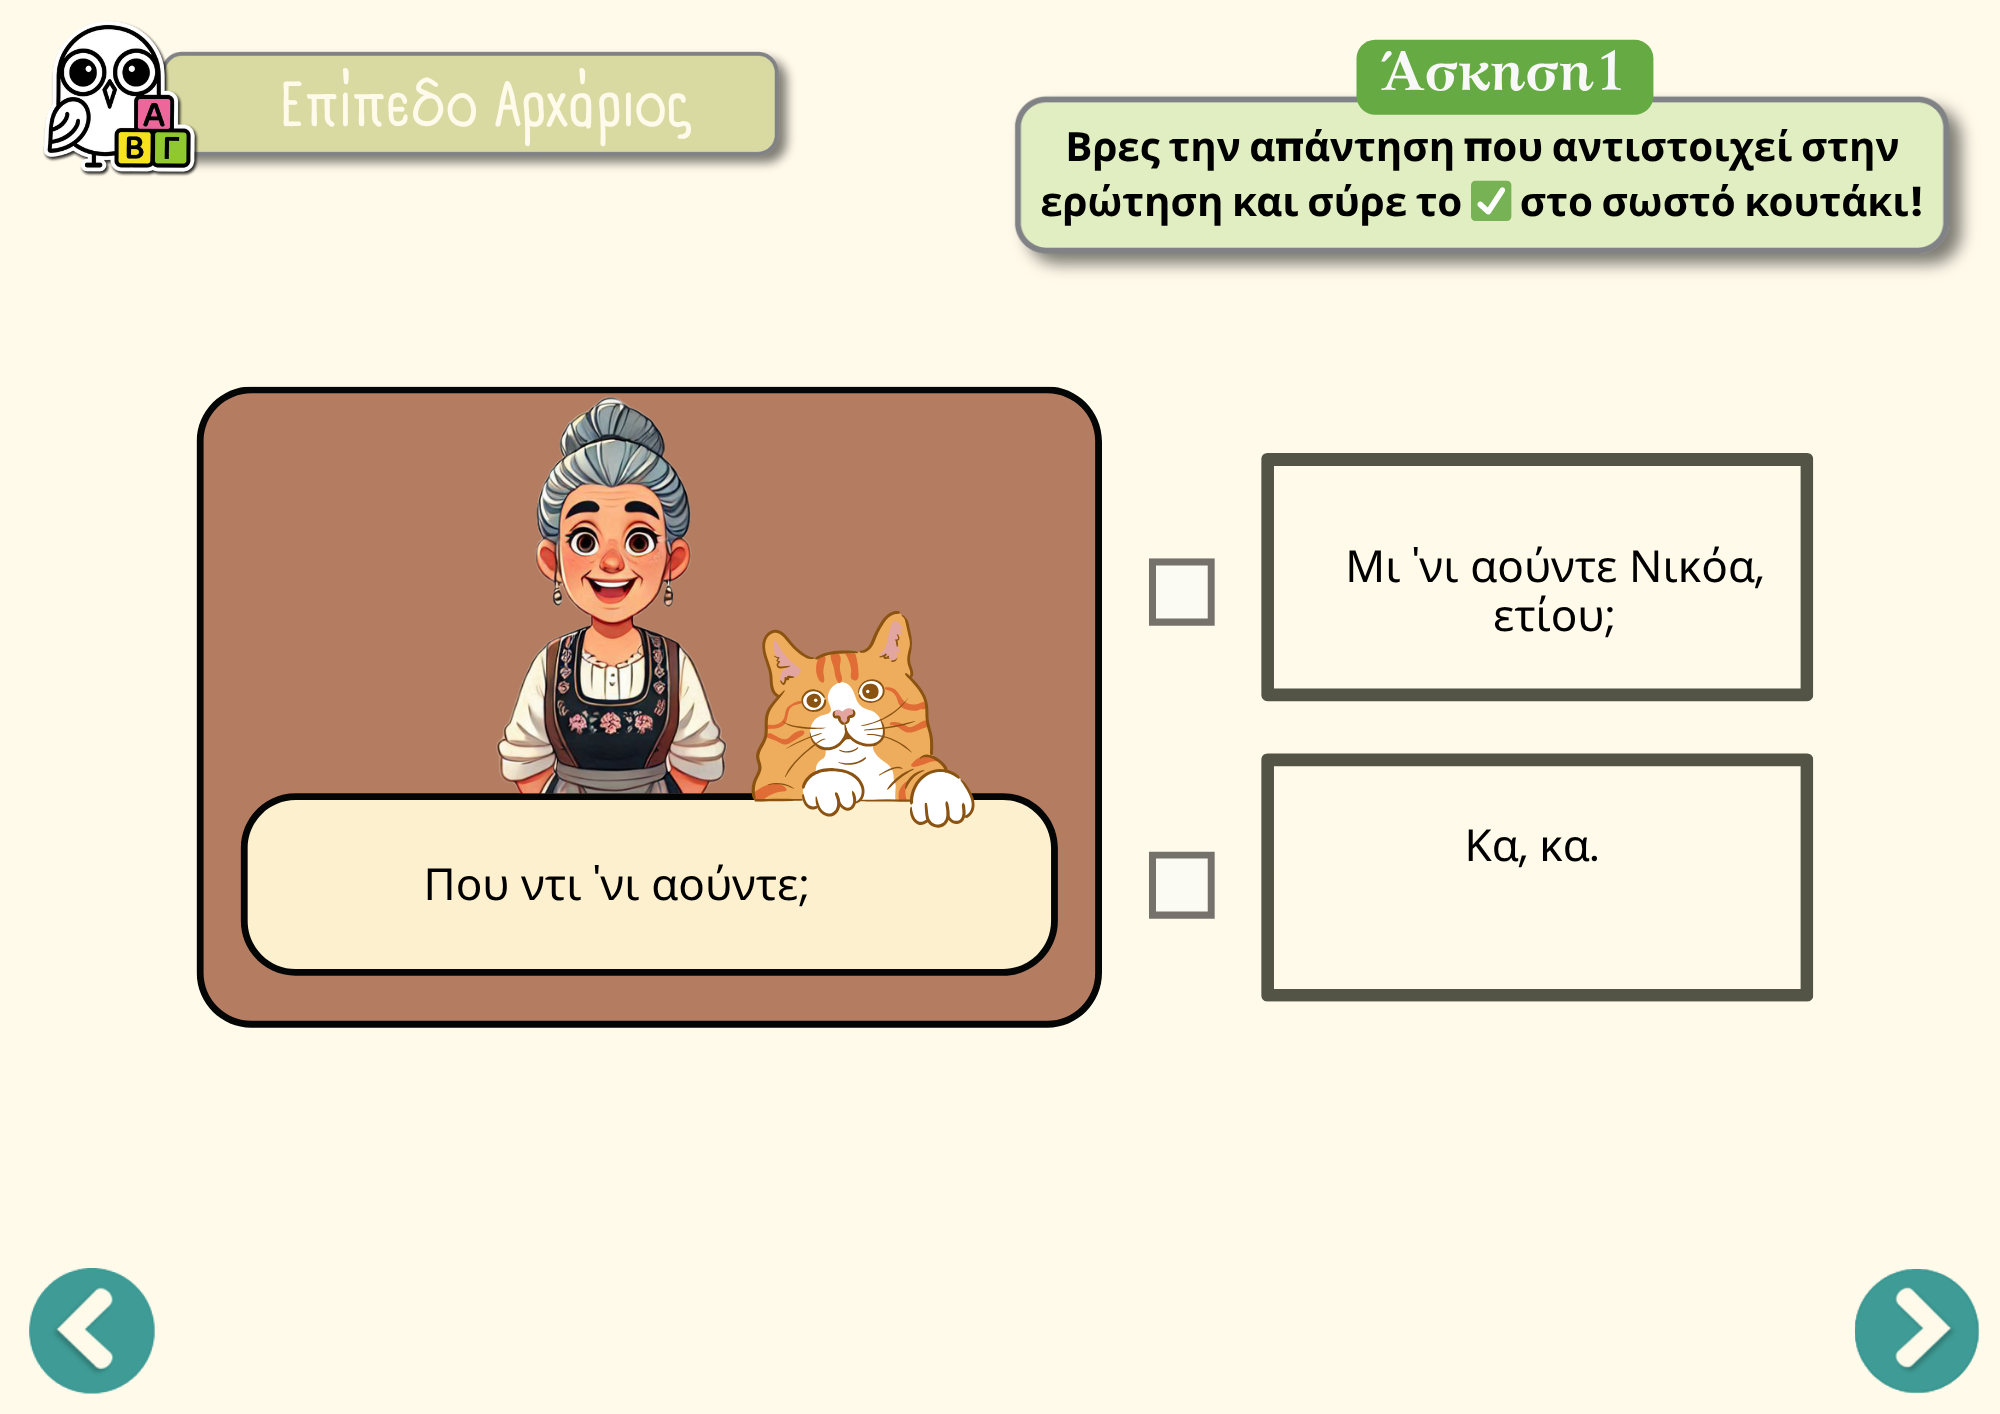 Α
Β Γ
Επίπεδο Αρχάριος
Άσκηση 1
Βρες την απάντηση που αντιστοιχεί στην
ερώτηση και σύρε το ✅ στο σωστό κουτάκι!
Μι 'νι αούντε Νικόα,
ετίου;
Που ντι 'νι αούντε;
Κα, κα.